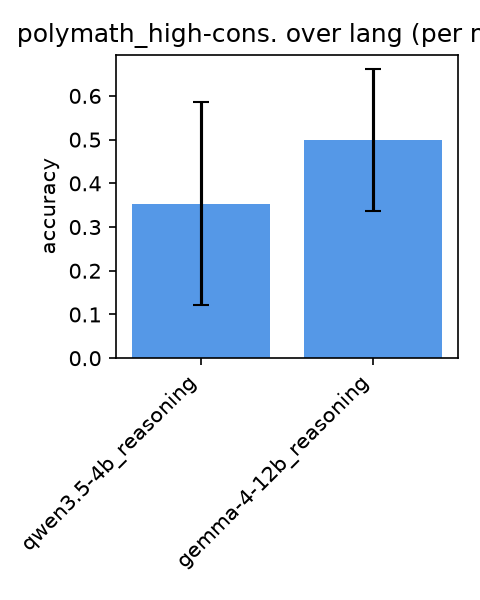 polymath_high-cons. over lang (per
accuracy
0.6
0.5
0.4
0.3
0.2
0.1
0.0
qwen3.5-4b_reasoning
gemma-4-12b_reasoning